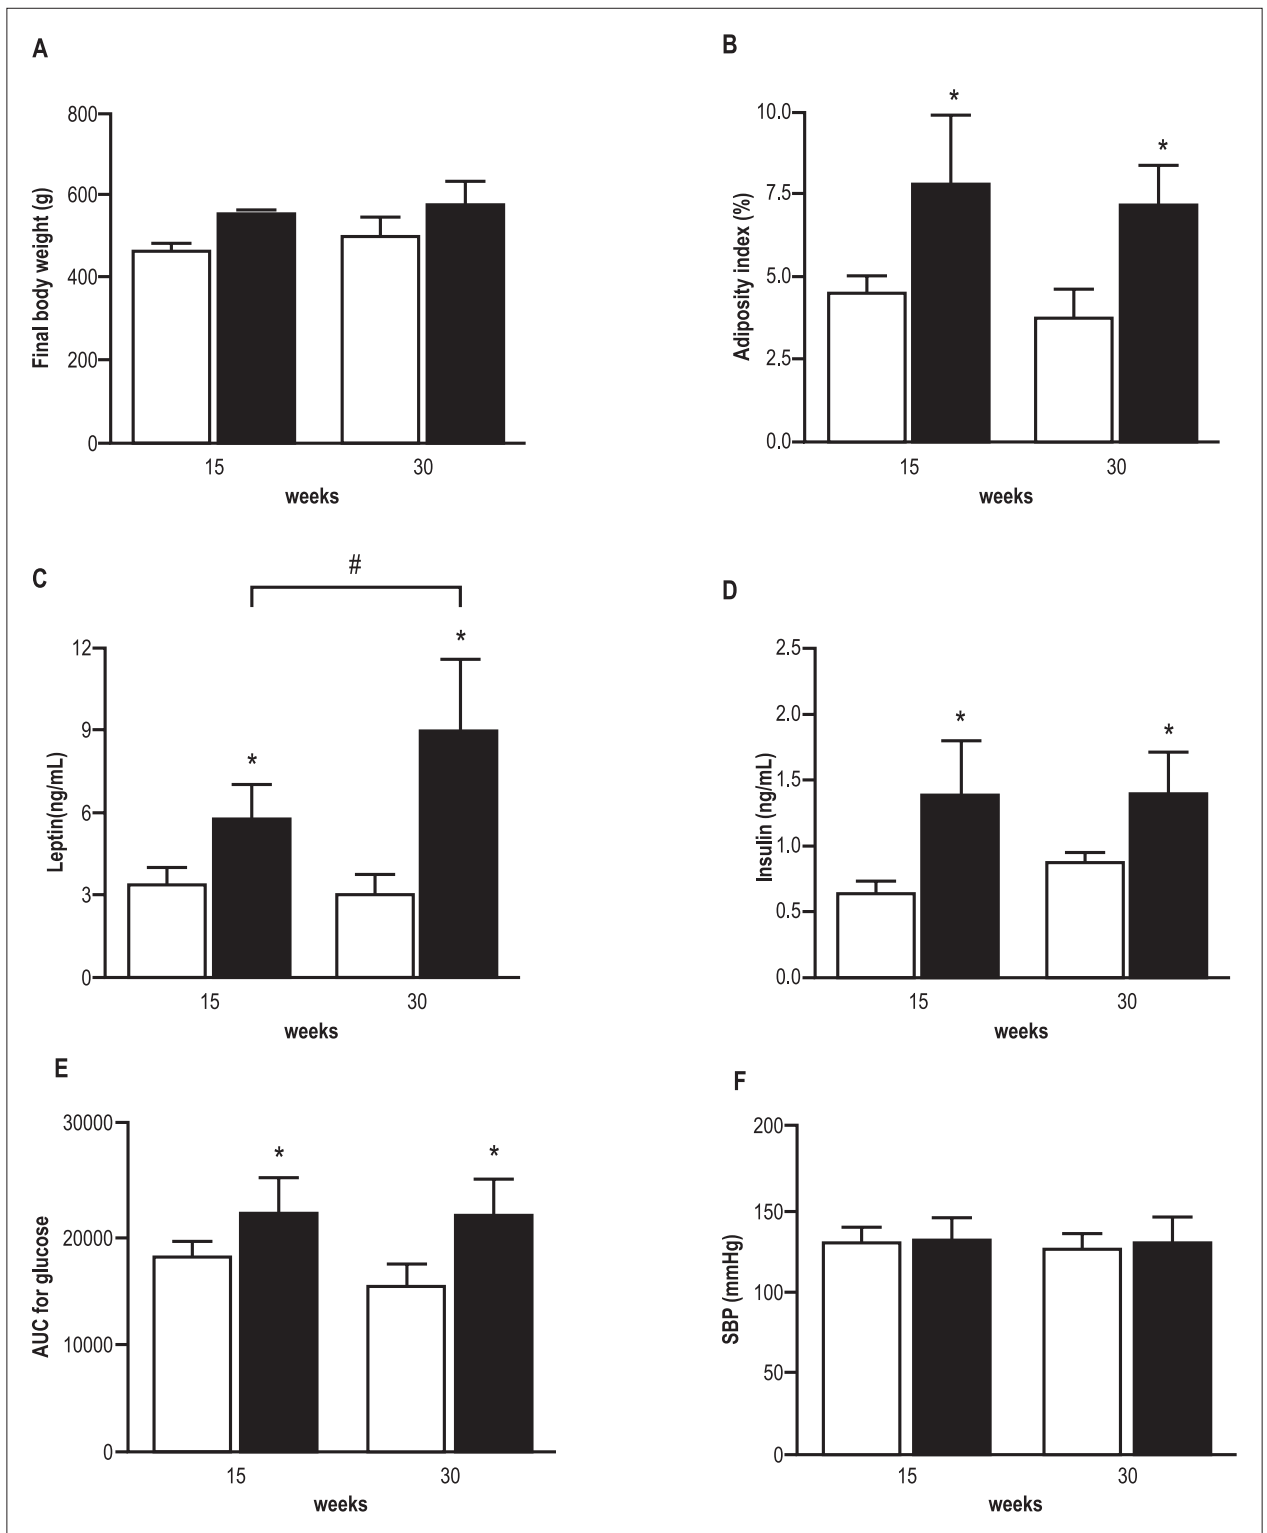 A
800
600
400
200
0
Final body weight (g)
15
30
weeks
B
*
*
10.0
7.5
5.0
2.5
0.0
Adiposity index (%)
15
30
weeks
C
#
*
*
12
9
6
3
0
Leptin(ng/mL)
15
30
weeks
D
*
*
2.5
2.0
1.5
1.0
0.5
0.0
Insulin (ng/mL)
15
30
weeks
E
*
*
30000
20000
10000
0
AUC for glucose
15
30
weeks
F
200
150
100
50
0
SBP (mmHg)
15
30
weeks